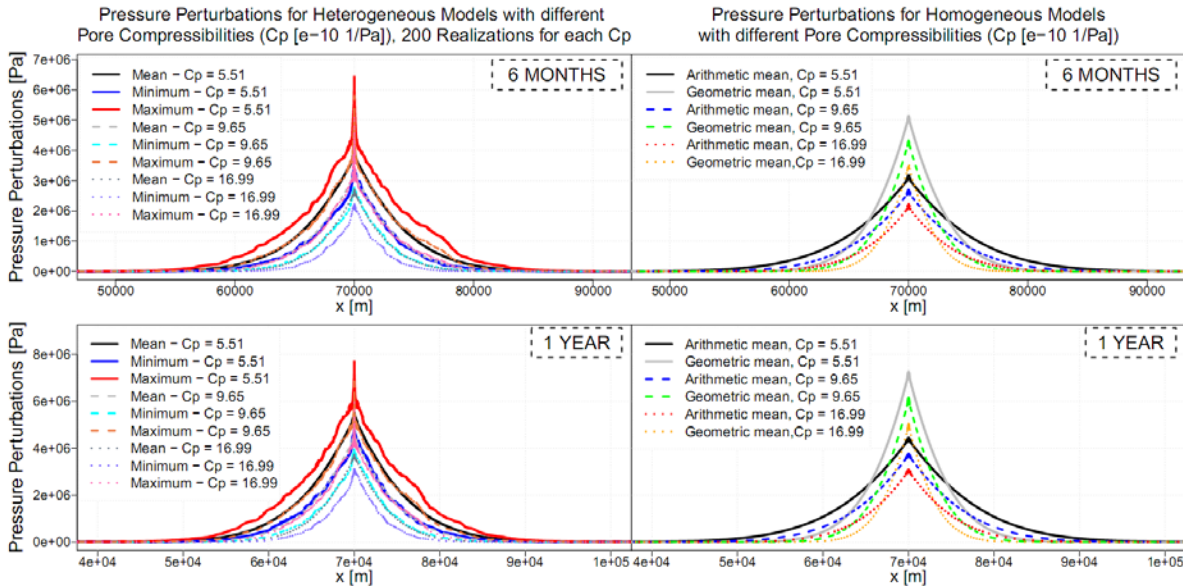 Pressure Perturbations for Heterogeneous Models with different
Pore Compressibilities (Cp [e−10 1/Pa]), 200 Realizations for each Cp
Pressure Perturbations for Homogeneous Models
with different Pore Compressibilities (Cp [e−10 1/Pa])
Pressure Perturbations [Pa]
7e+06
6e+06
5e+06
4e+06
3e+06
2e+06
1e+06
0e+00
Mean − Cp = 5.51
Minimum − Cp = 5.51
Maximum − Cp = 5.51
Mean − Cp = 9.65
Minimum − Cp = 9.65
Maximum − Cp = 9.65
Mean − Cp = 16.99
Minimum − Cp = 16.99
Maximum − Cp = 16.99
6 MONTHS
50000 60000 70000 80000 90000
x [m]
Arithmetic mean, Cp = 5.51
Geometric mean, Cp = 5.51
Arithmetic mean, Cp = 9.65
Geometric mean, Cp = 9.65
Arithmetic mean, Cp = 16.99
Geometric mean,Cp = 16.99
6 MONTHS
50000 60000 70000 80000 90000
x [m]
Pressure Perturbations [Pa]
8e+06
6e+06
4e+06
2e+06
0e+00
Mean − Cp = 5.51
Minimum − Cp = 5.51
Maximum − Cp = 5.51
Mean − Cp = 9.65
Minimum − Cp = 9.65
Maximum − Cp = 9.65
Mean − Cp = 16.99
Minimum − Cp = 16.99
Maximum − Cp = 16.99
1 YEAR
4e+04 5e+04 6e+04 7e+04 8e+04 9e+04 1e+05
x [m]
Arithmetic mean, Cp = 5.51
Geometric mean, Cp = 5.51
Arithmetic mean, Cp = 9.65
Geometric mean, Cp = 9.65
Arithmetic mean, Cp = 16.99
Geometric mean,Cp = 16.99
1 YEAR
4e+04 5e+04 6e+04 7e+04 8e+04 9e+04 1e+05
x [m]